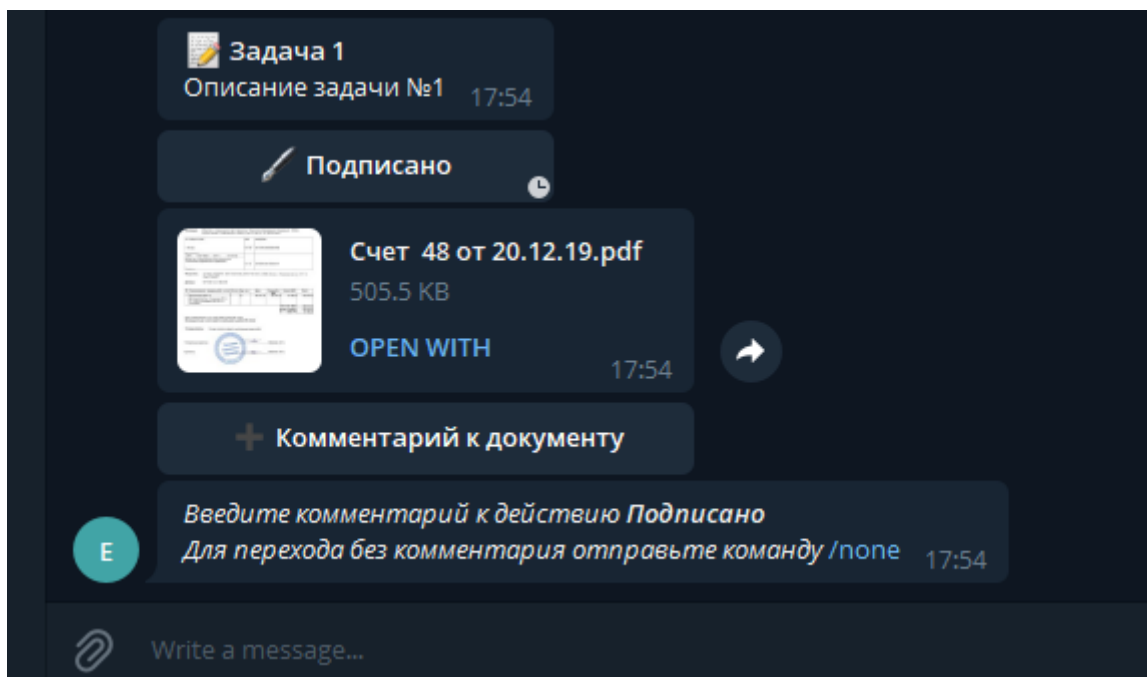 Задача 1
Описание задачи №1 17:54
Подписано
Счет 48 от 20.12.19.pdf
505.5 KB
OPEN WITH
17:54
Комментарий к документу
Введите комментарий к действию Подписано
Для перехода без комментария отправьте команду /none 17:54
E
Write a message...